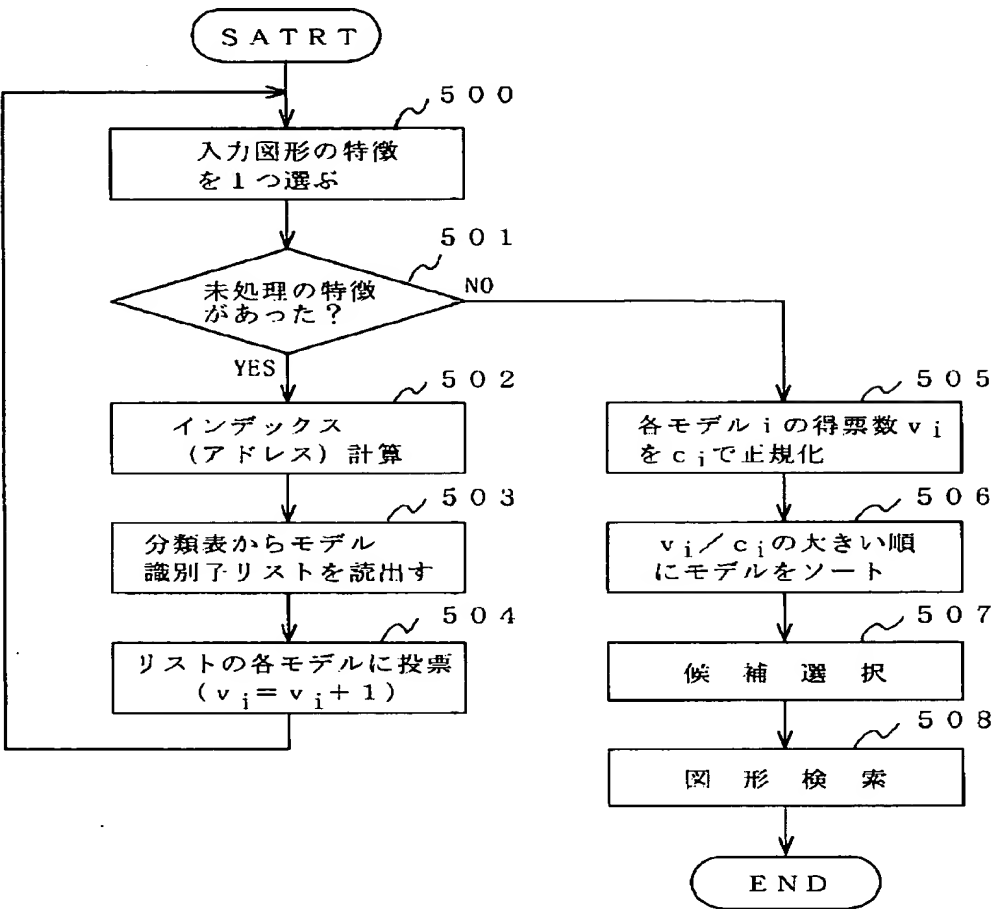 SATRT
500
入力図形の特徴
を1つ選ぶ
501
未処理の特徴
があった?
NO
YES
502
インデックス
(アドレス)計算
503
分類表からモデル
識別子リストを読出す
504
リストの各モデルに投票
(vi=vi+1)
505
各モデルiの得票数vi
をciで正規化
506
vi/ciの大きい順
にモデルをソート
507
候補選択
508
図形検索
END